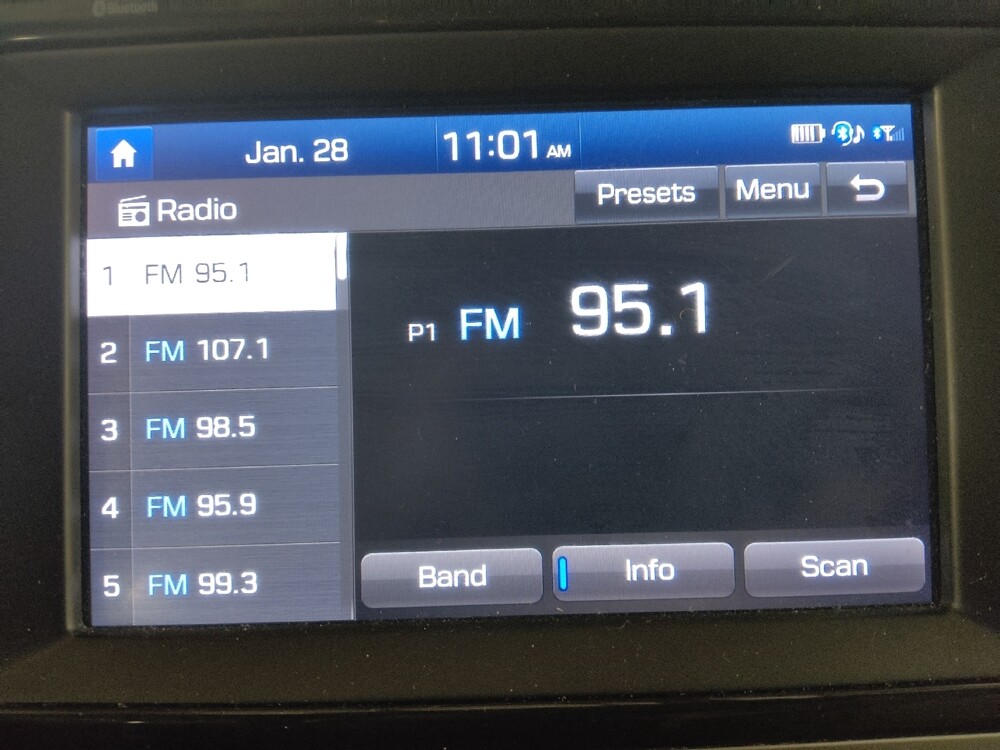 Bluetooth
Jan. 28 11:01 AM
Radio Presets Menu
1 FM 95.1
P1 FM 95.1
2 FM 107.1
3 FM 98.5
4 FM 95.9
5 FM 99.3
Band Info Scan